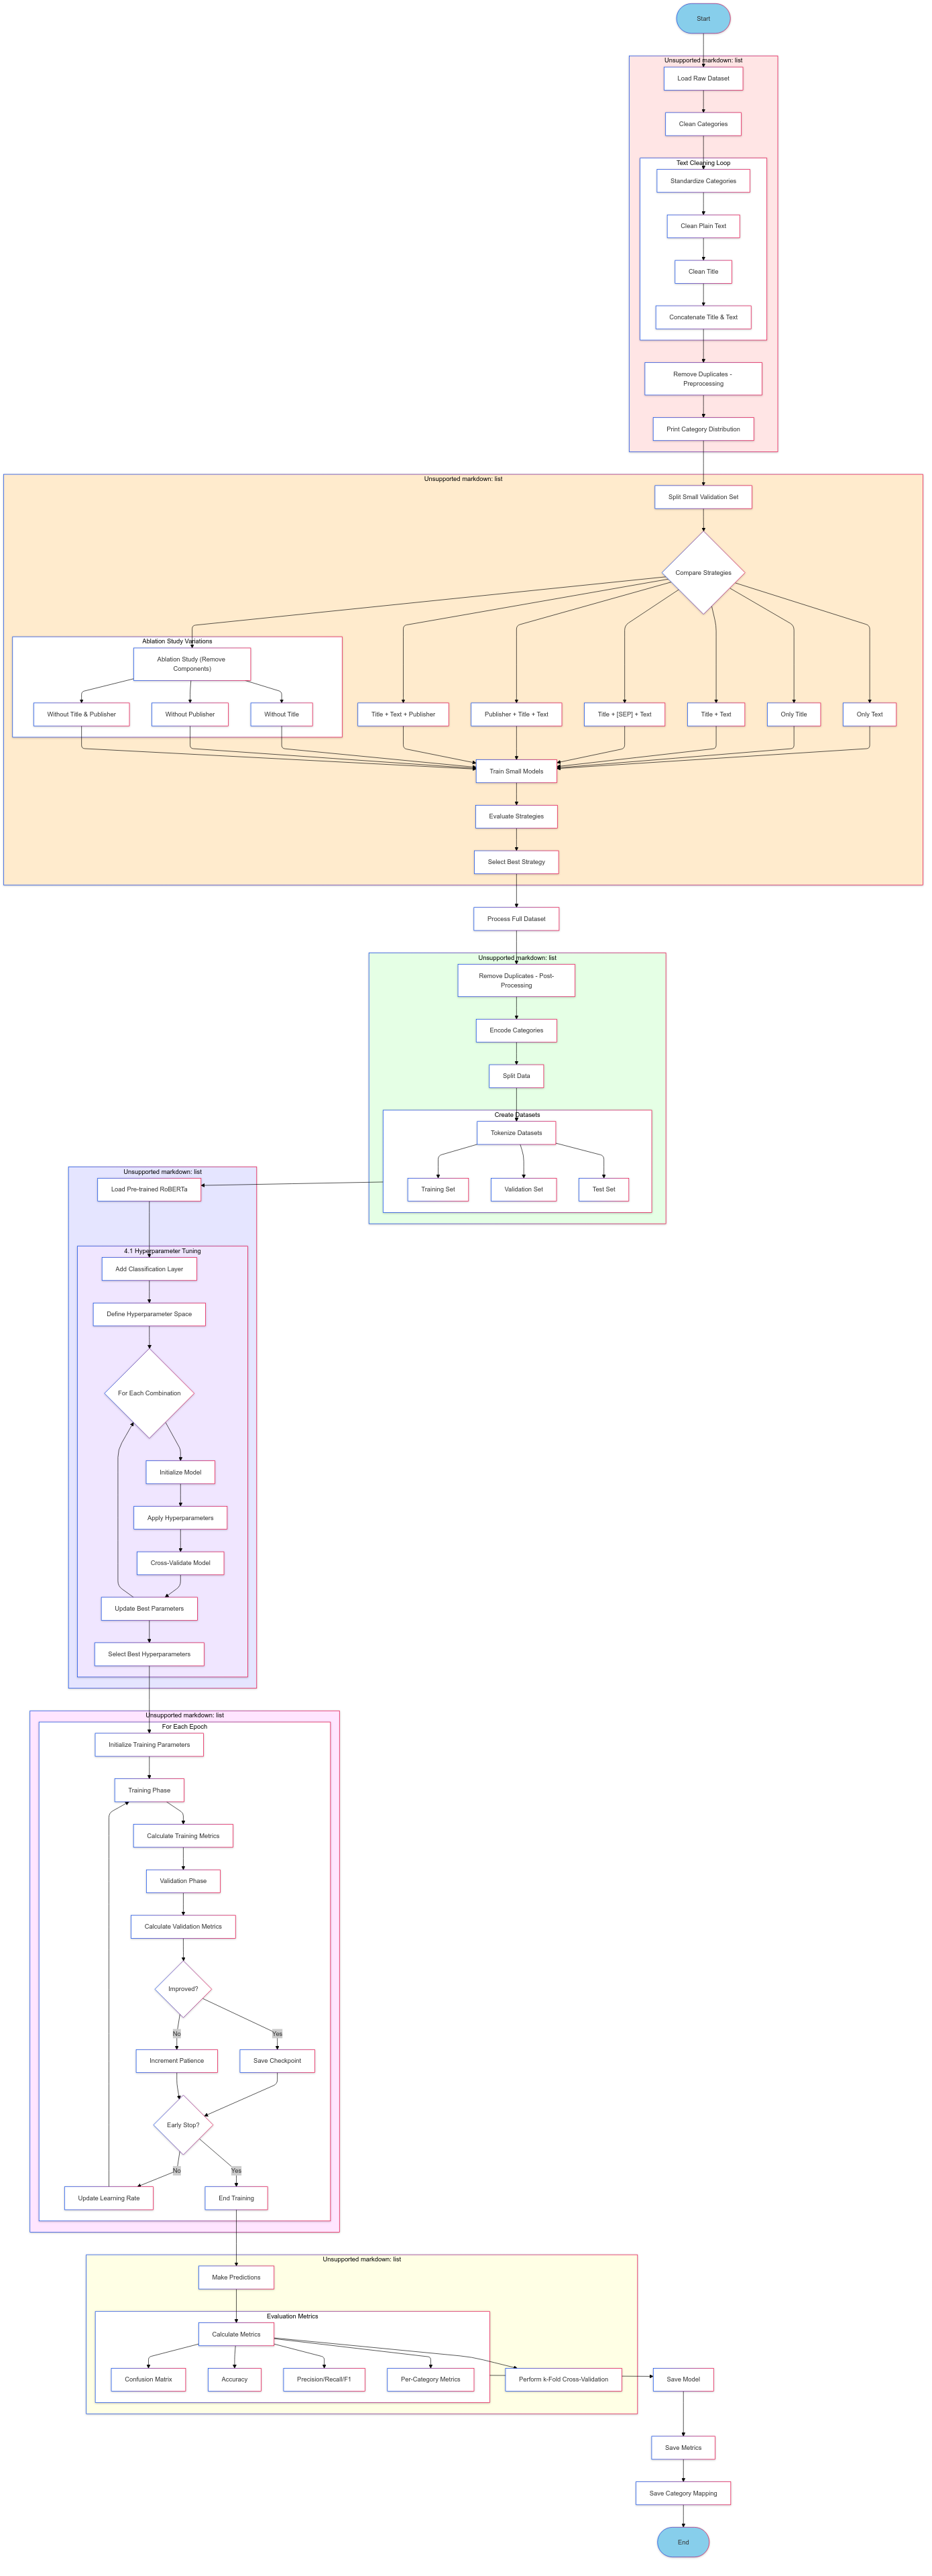 Start
Unsupported markdown: list
Load Raw Dataset
Clean Categories
Text Cleaning Loop
Standardize Categories
Clean Plain Text
Clean Title
Concatenate Title & Text
Remove Duplicates -
Preprocessing
Print Category Distribution
Unsupported markdown: list
Split Small Validation Set
Compare Strategies
Ablation Study Variations
Ablation Study (Remove
Components)
Without Title & Publisher
Without Publisher
Without Title
Title + Text + Publisher
Publisher + Title + Text
Title + [SEP] + Text
Title + Text
Only Title
Only Text
Train Small Models
Evaluate Strategies
Select Best Strategy
Process Full Dataset
Unsupported markdown: list
Remove Duplicates - Post-
Processing
Encode Categories
Split Data
Create Datasets
Tokenize Datasets
Training Set
Validation Set
Test Set
Unsupported markdown: list
Load Pre-trained RoBERTa
4.1 Hyperparameter Tuning
Add Classification Layer
Define Hyperparameter Space
For Each Combination
Initialize Model
Apply Hyperparameters
Cross-Validate Model
Update Best Parameters
Select Best Hyperparameters
Unsupported markdown: list
For Each Epoch
Initialize Training Parameters
Training Phase
Calculate Training Metrics
Validation Phase
Calculate Validation Metrics
Improved?
No
Yes
Increment Patience
Save Checkpoint
Early Stop?
No
Yes
Update Learning Rate
End Training
Unsupported markdown: list
Make Predictions
Evaluation Metrics
Calculate Metrics
Confusion Matrix
Accuracy
Precision/Recall/F1
Per-Category Metrics
Perform k-Fold Cross-Validation
Save Model
Save Metrics
Save Category Mapping
End